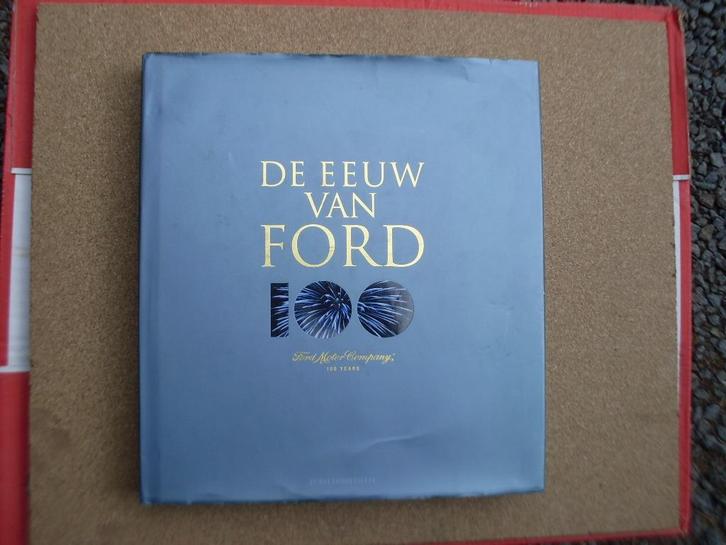 DE EEUW
VAN
FORD
100
Ford Motor Company,
100 YEARS